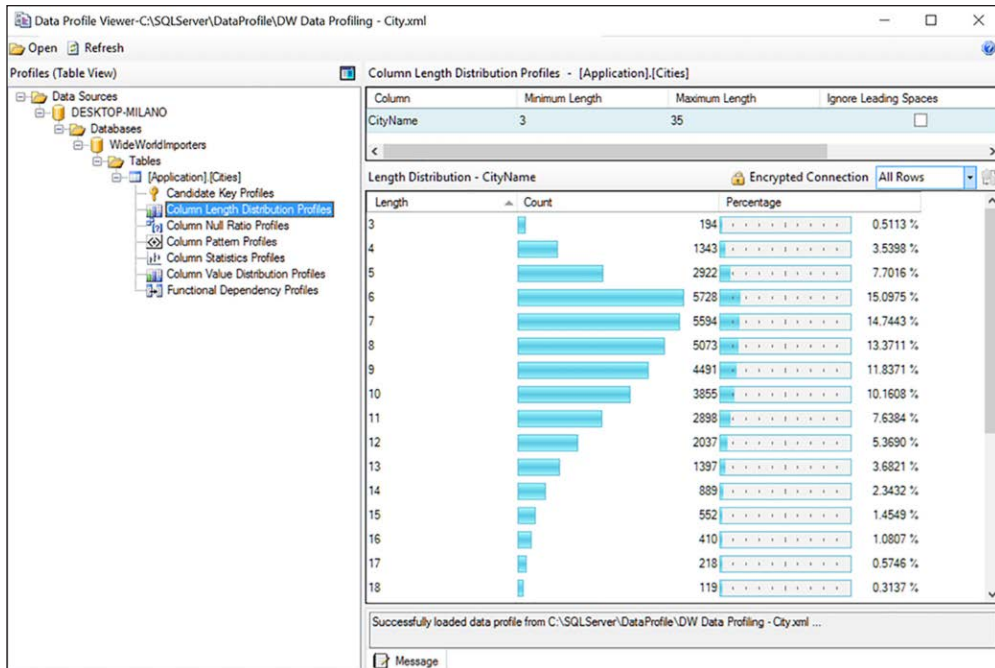 Data Profile Viewer-C:\SQLServer\DataProfile\DW Data Profiling - City.xml
Open Refresh
Profiles (Table View)
Data Sources
DESKTOP-MILANO
Databases
WideWorldImporters
Tables
[Application].[Cities]
Candidate Key Profiles
Column Length Distribution Profiles
Column Null Ratio Profiles
Column Pattern Profiles
Column Statistics Profiles
Column Value Distribution Profiles
Functional Dependency Profiles
Column Length Distribution Profiles - [Application].[Cities]
Column Minimum Length Maximum Length Ignore Leading Spaces
CityName 3 35
Length Distribution - CityName Encrypted Connection All Rows
Length Count Percentage
3 194 0.5113 %
4 1343 3.5398 %
5 2922 7.7016 %
6 5728 15.0975 %
7 5594 14.7443 %
8 5073 13.3711 %
9 4491 11.8371 %
10 3855 10.1608 %
11 2898 7.6384 %
12 2037 5.3690 %
13 1397 3.6821 %
14 889 2.3432 %
15 552 1.4549 %
16 410 1.0807 %
17 218 0.5746 %
18 119 0.3137 %
Successfully loaded data profile from C:\SQLServer\DataProfile\DW Data Profiling - City.xml ...
Message